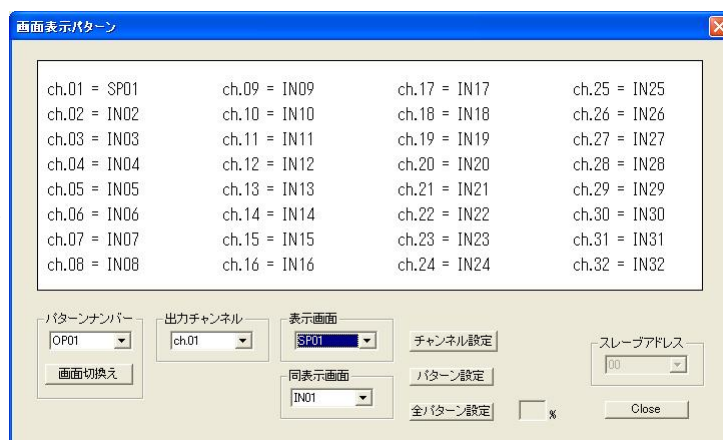 画面表示パターン
ch.01 = SP01 ch.09 = IN09 ch.17 = IN17 ch.25 = IN25
ch.02 = IN02 ch.10 = IN10 ch.18 = IN18 ch.26 = IN26
ch.03 = IN03 ch.11 = IN11 ch.19 = IN19 ch.27 = IN27
ch.04 = IN04 ch.12 = IN12 ch.20 = IN20 ch.28 = IN28
ch.05 = IN05 ch.13 = IN13 ch.21 = IN21 ch.29 = IN29
ch.06 = IN06 ch.14 = IN14 ch.22 = IN22 ch.30 = IN30
ch.07 = IN07 ch.15 = IN15 ch.23 = IN23 ch.31 = IN31
ch.08 = IN08 ch.16 = IN16 ch.24 = IN24 ch.32 = IN32
パターンナンバー
OP01
画面切換え
出力チャンネル
ch.01
表示画面
SP01
同表示画面
IN01
チャンネル設定
パターン設定
全パターン設定
%
スレーブアドレス
00
Close